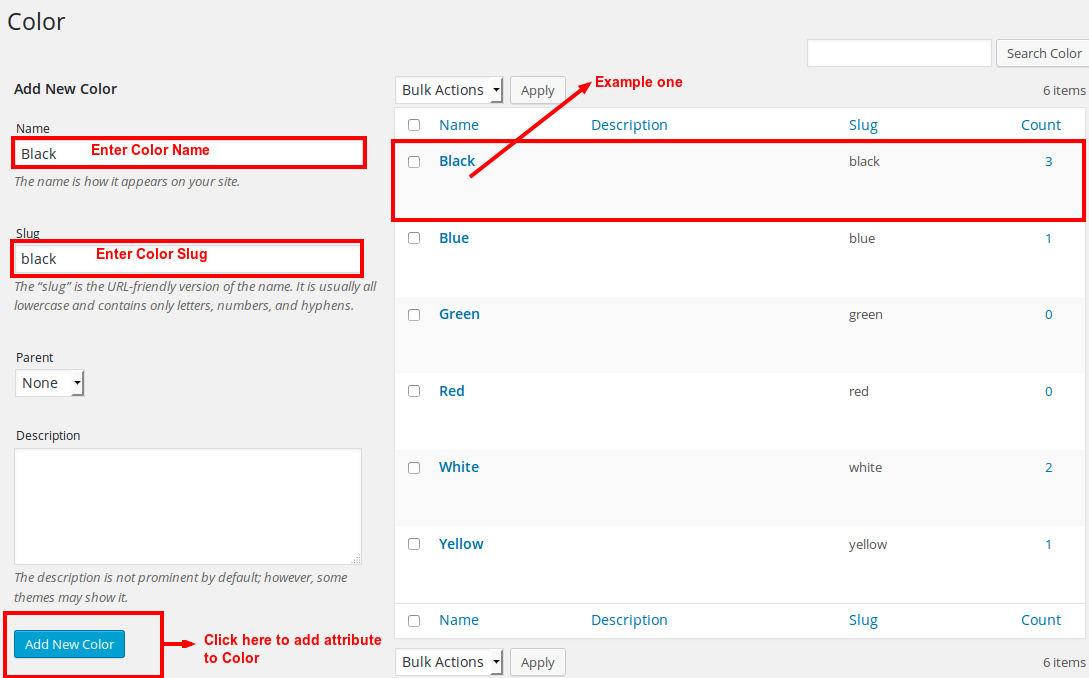 Color
Search Color
Add New Color
Bulk Actions Apply
Example one
6 items
Name
Black Enter Color Name
The name is how it appears on your site.
Slug
black Enter Color Slug
The “slug” is the URL-friendly version of the name. It is usually all
lowercase and contains only letters, numbers, and hyphens.
Parent
None
Description
The description is not prominent by default; however, some
themes may show it.
Add New Color
Click here to add attribute
to Color
Name Description Slug Count
Black black 3
Blue blue 1
Green green 0
Red red 0
White white 2
Yellow yellow 1
Name Description Slug Count
Bulk Actions Apply 6 items